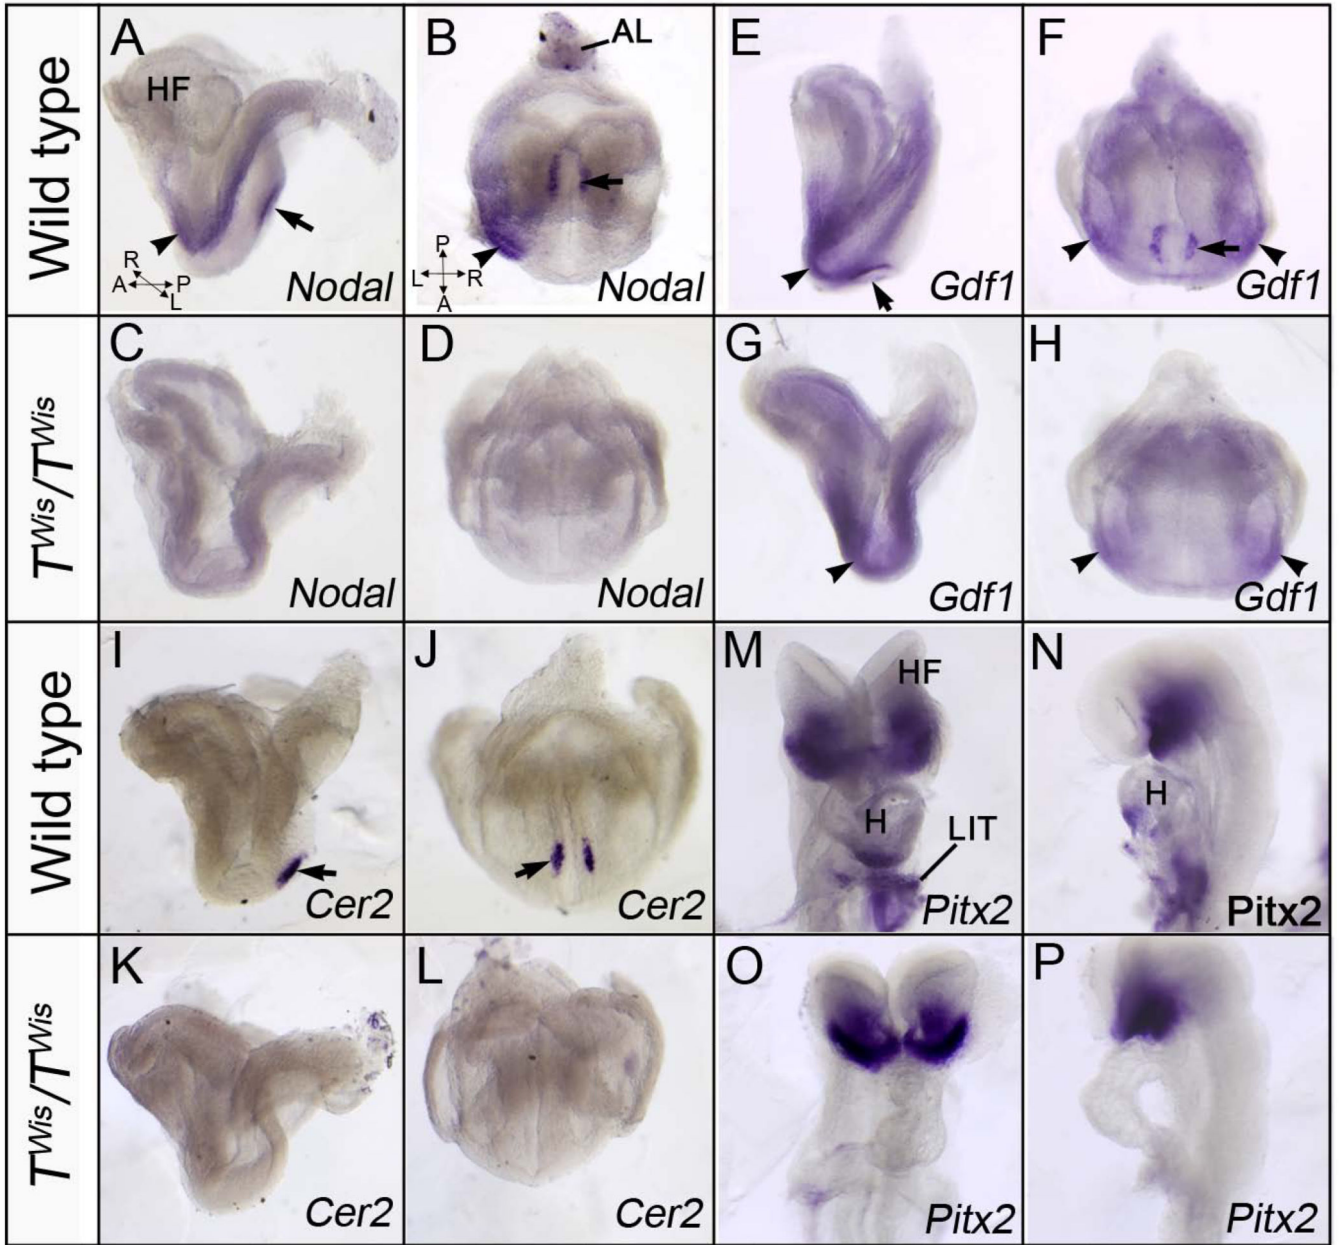 Wild type
A
HF
R
A P
L
Nodal
B
AL
P
L R
A
Nodal
E
Gdf1
F
Gdf1
TWis/TWis
C
Nodal
D
Nodal
G
Gdf1
H
Gdf1
Wild type
I
Cer2
J
Cer2
M
HF
H
LIT
Pitx2
N
H
Pitx2
TWis/TWis
K
Cer2
L
Cer2
O
Pitx2
P
Pitx2